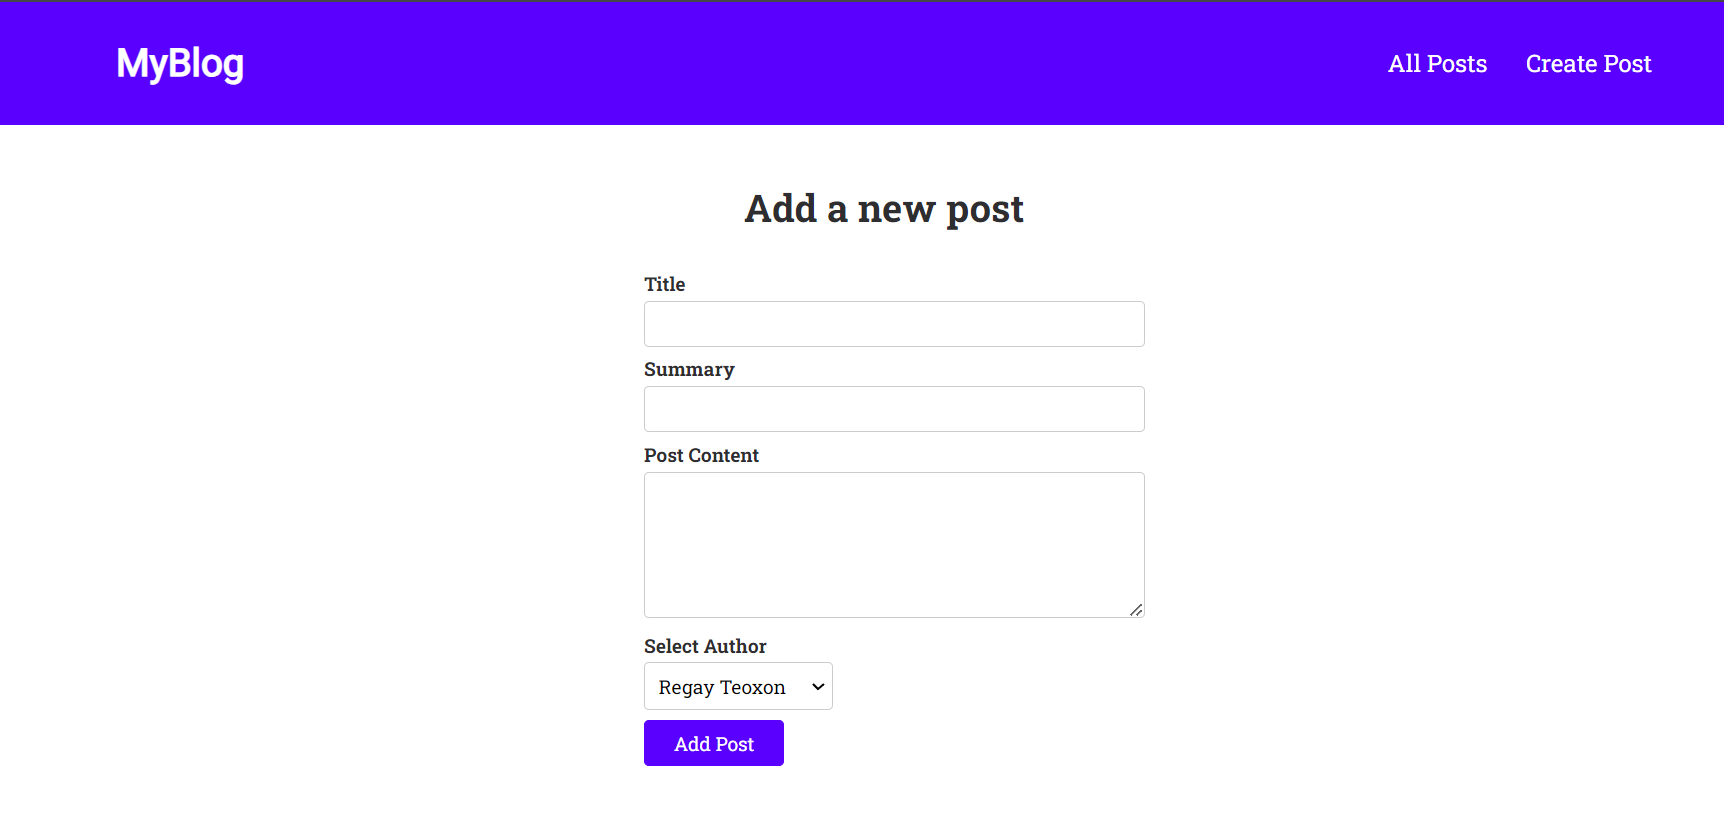 MyBlog
All Posts
Create Post
Add a new post
Title
Summary
Post Content
Select Author
Regay Teoxon
Add Post